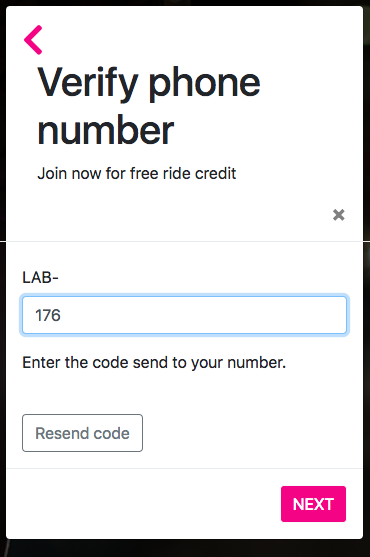 Verify phone
number
Join now for free ride credit
×
LAB-
176
Enter the code send to your number.
Resend code
NEXT